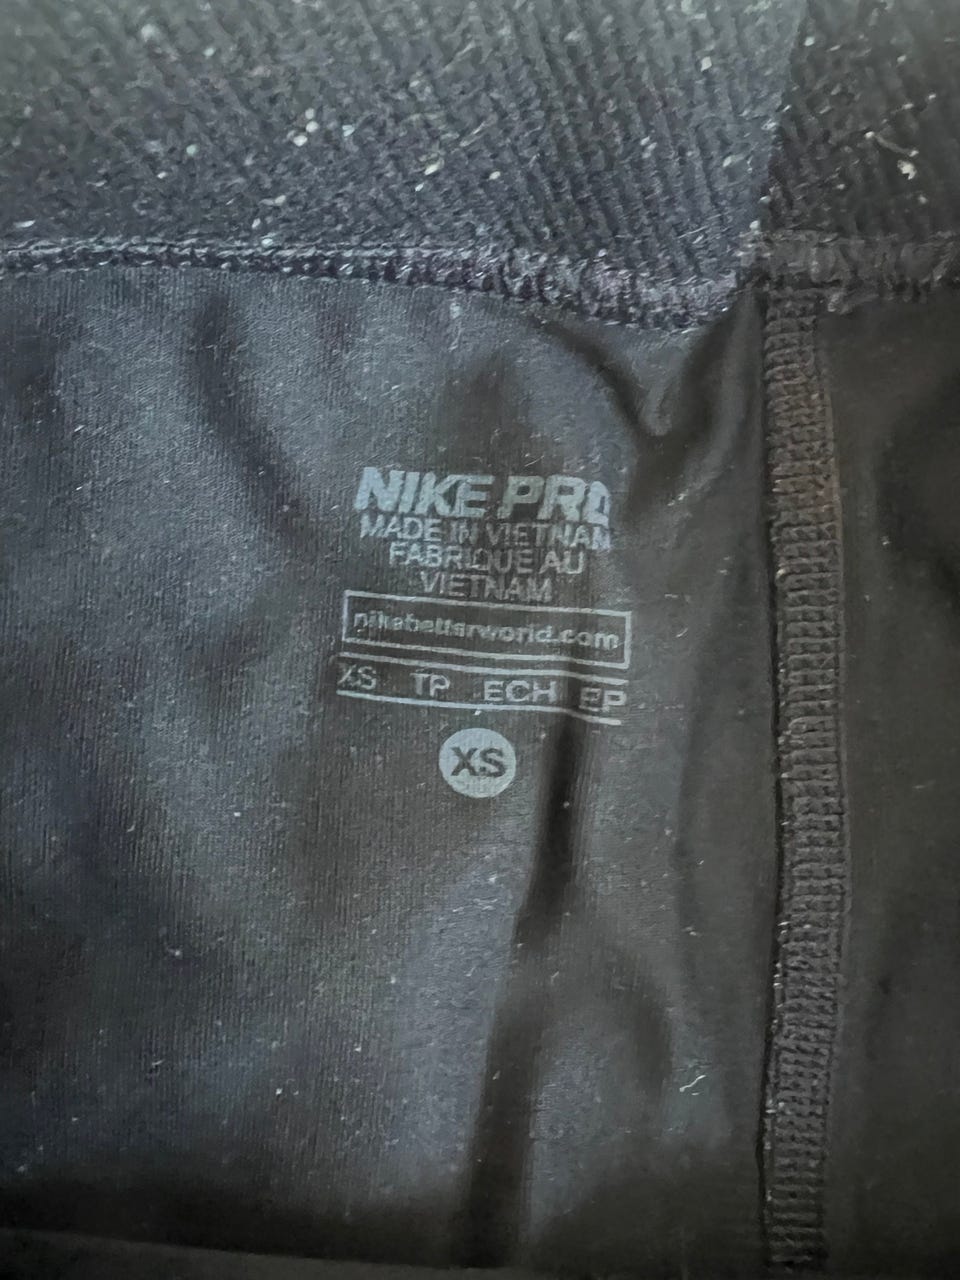 NIKE PRO
MADE IN VIETNAM
FABRIQUE AU
VIETNAM
nikebetterworld.com
XS TP ECH EP
XS